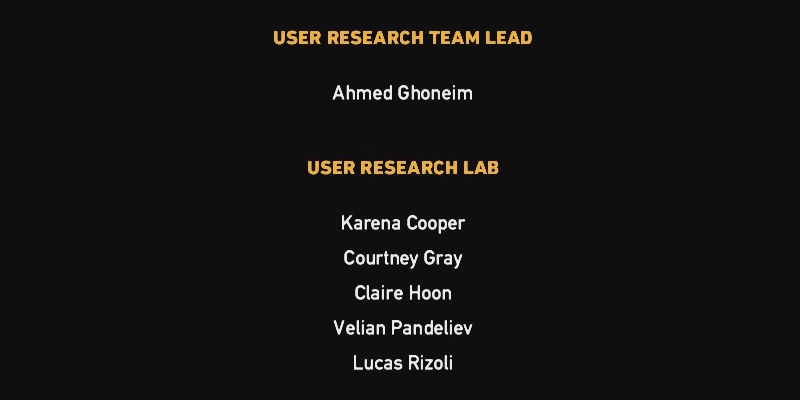 USER RESEARCH TEAM LEAD
Ahmed Ghoneim
USER RESEARCH LAB
Karena Cooper
Courtney Gray
Claire Hoon
Velian Pandeliev
Lucas Rizoli